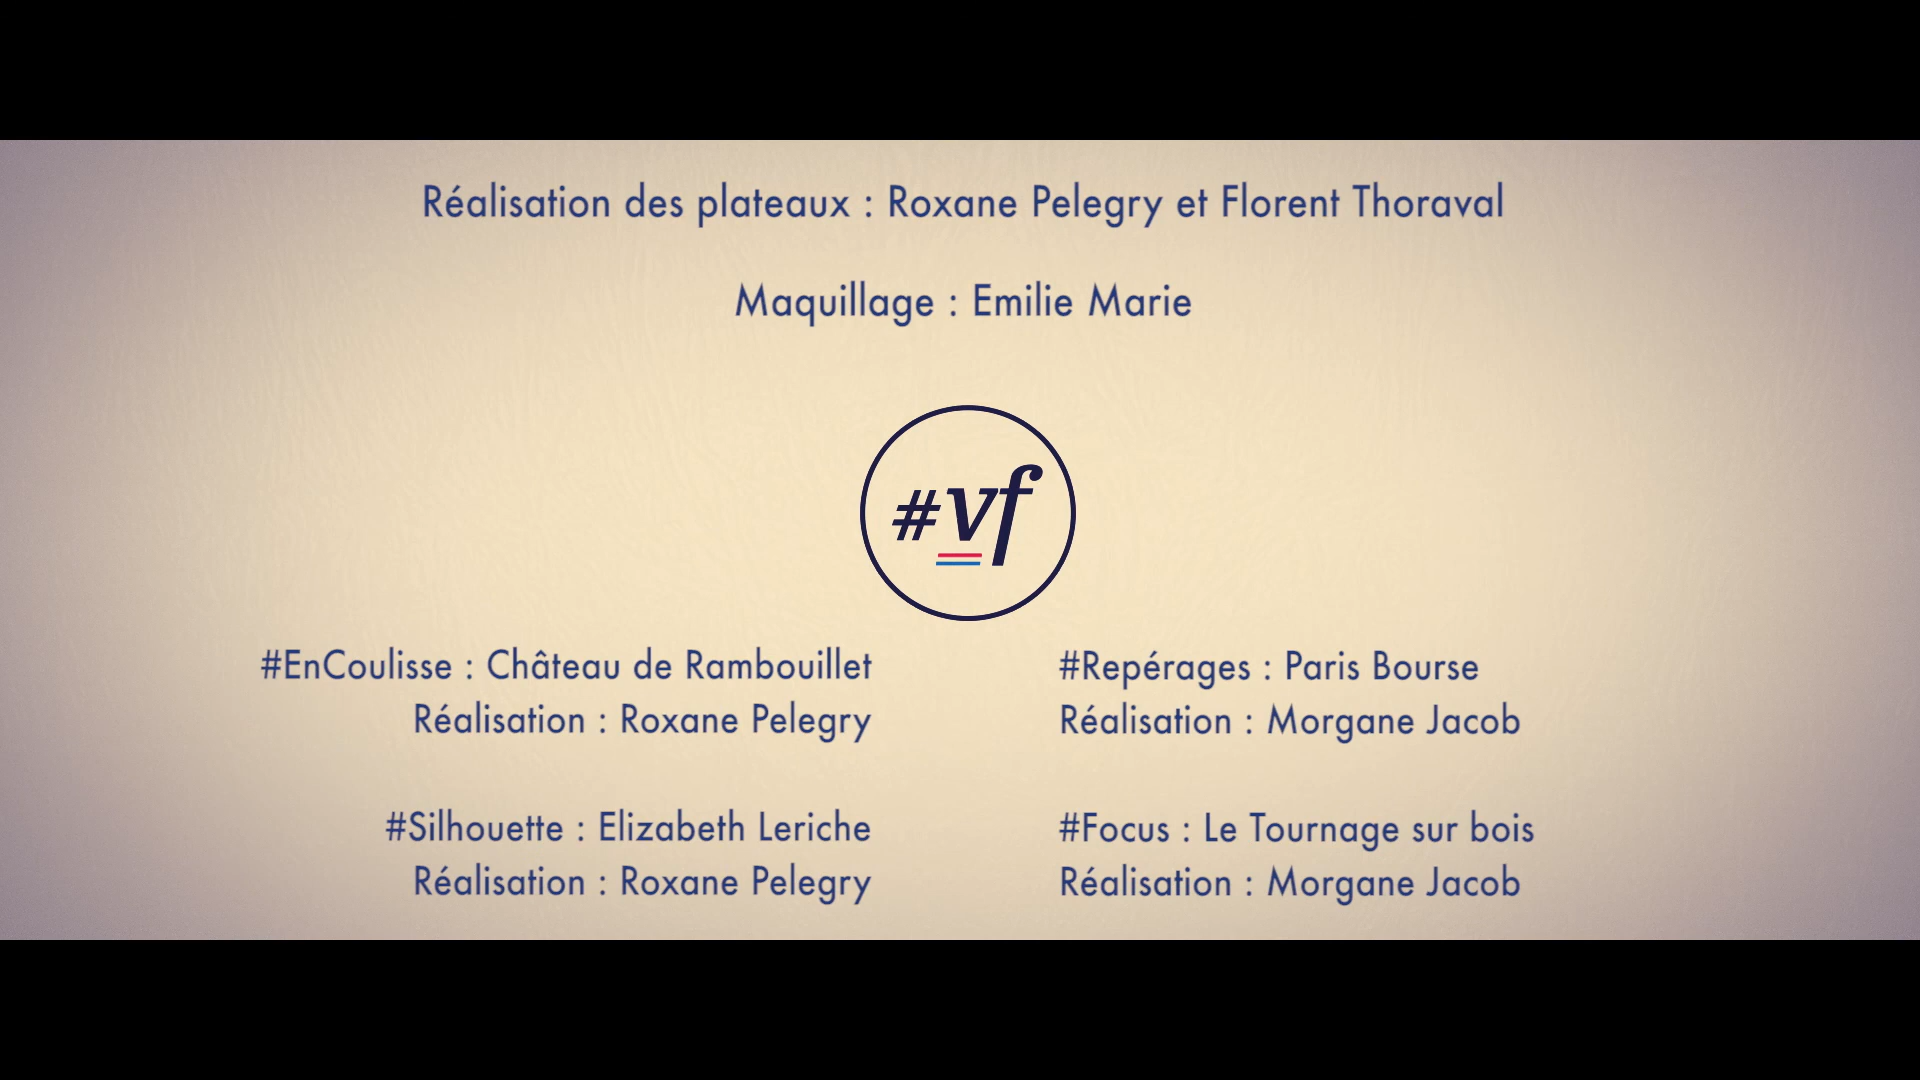 Réalisation des plateaux : Roxane Pelegry et Florent Thoraval
Maquillage : Emilie Marie
#vf
#EnCoulisse : Château de Rambouillet
Réalisation : Roxane Pelegry
#Repérages : Paris Bourse
Réalisation : Morgane Jacob
#Silhouette : Elizabeth Leriche
Réalisation : Roxane Pelegry
#Focus : Le Tournage sur bois
Réalisation : Morgane Jacob